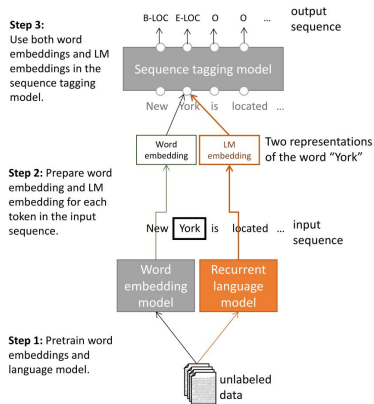 Step 3:
Use both word
embeddings and LM
embeddings in the
sequence tagging
model.
B-LOC E-LOC O O ...
output
sequence
Sequence tagging model
New York is located ...
Word
embedding
LM
embedding
Two representations
of the word “York”
Step 2: Prepare word
embedding and LM
embedding for each
token in the input
sequence.
New York is located ...
input
sequence
Word
embedding
model
Recurrent
language
model
Step 1: Pretrain word
embeddings and
language model.
unlabeled
data